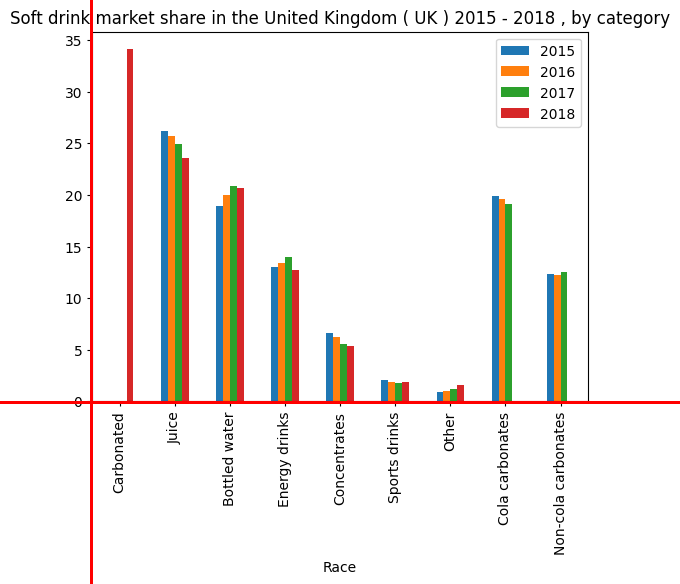 Soft drink market share in the United Kingdom ( UK ) 2015 - 2018 , by category
2015
2016
2017
2018
35
30
25
20
15
10
5
0
Carbonated
Juice
Bottled water
Energy drinks
Concentrates
Sports drinks
Other
Cola carbonates
Non-cola carbonates
Race